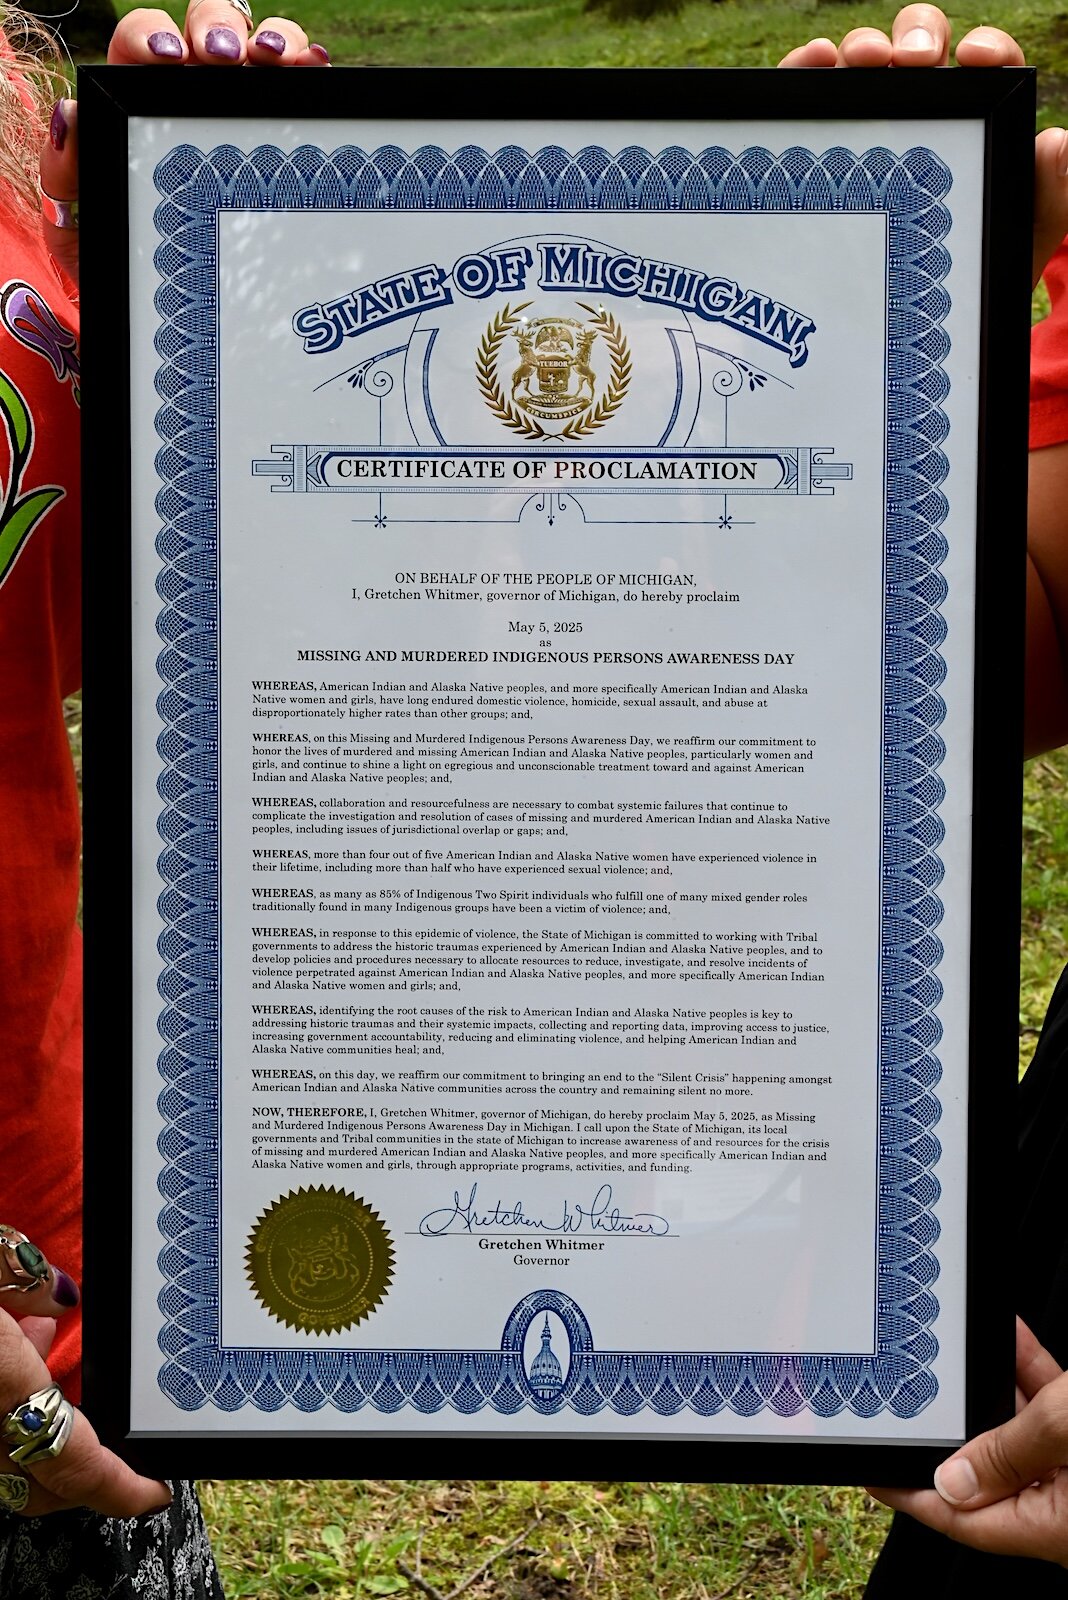 STATE OF MICHIGAN,
TUEBOR
CIRCUMSPICE
CERTIFICATE OF PROCLAMATION
ON BEHALF OF THE PEOPLE OF MICHIGAN,
I, Gretchen Whitmer, governor of Michigan, do hereby proclaim
May 5, 2025
as
MISSING AND MURDERED INDIGENOUS PERSONS AWARENESS DAY
WHEREAS, American Indian and Alaska Native peoples, and more specifically American Indian and Alaska
Native women and girls, have long endured domestic violence, homicide, sexual assault, and abuse at
disproportionately higher rates than other groups; and,
WHEREAS, on this Missing and Murdered Indigenous Persons Awareness Day, we reaffirm our commitment to
honor the lives of murdered and missing American Indian and Alaska Native peoples, particularly women and
girls, and continue to shine a light on egregious and unconscionable treatment toward and against American
Indian and Alaska Native peoples; and,
WHEREAS, collaboration and resourcefulness are necessary to combat systemic failures that continue to
complicate the investigation and resolution of cases of missing and murdered American Indian and Alaska Native
peoples, including issues of jurisdictional overlap or gaps; and,
WHEREAS, more than four out of five American Indian and Alaska Native women have experienced violence in
their lifetime, including more than half who have experienced sexual violence; and,
WHEREAS, as many as 85% of Indigenous Two Spirit individuals who fulfill one of many mixed gender roles
traditionally found in many Indigenous groups have been a victim of violence; and,
WHEREAS, in response to this epidemic of violence, the State of Michigan is committed to working with Tribal
governments to address the historic traumas experienced by American Indian and Alaska Native peoples, and to
develop policies and procedures necessary to allocate resources to reduce, investigate, and resolve incidents of
violence perpetrated against American Indian and Alaska Native peoples, and more specifically American Indian
and Alaska Native women and girls; and,
WHEREAS, identifying the root causes of the risk to American Indian and Alaska Native peoples is key to
addressing historic traumas and their systemic impacts, collecting and reporting data, improving access to justice,
increasing government accountability, reducing and eliminating violence, and helping American Indian and
Alaska Native communities heal; and,
WHEREAS, on this day, we reaffirm our commitment to bringing an end to the “Silent Crisis” happening amongst
American Indian and Alaska Native communities across the country and remaining silent no more.
NOW, THEREFORE, I, Gretchen Whitmer, governor of Michigan, do hereby proclaim May 5, 2025, as Missing
and Murdered Indigenous Persons Awareness Day in Michigan. I call upon the State of Michigan, its local
governments and Tribal communities in the state of Michigan to increase awareness of and resources for the crisis
of missing and murdered American Indian and Alaska Native peoples, and more specifically American Indian and
Alaska Native women and girls, through appropriate programs, activities, and funding.
Gretchen Whitmer
Gretchen Whitmer
Governor